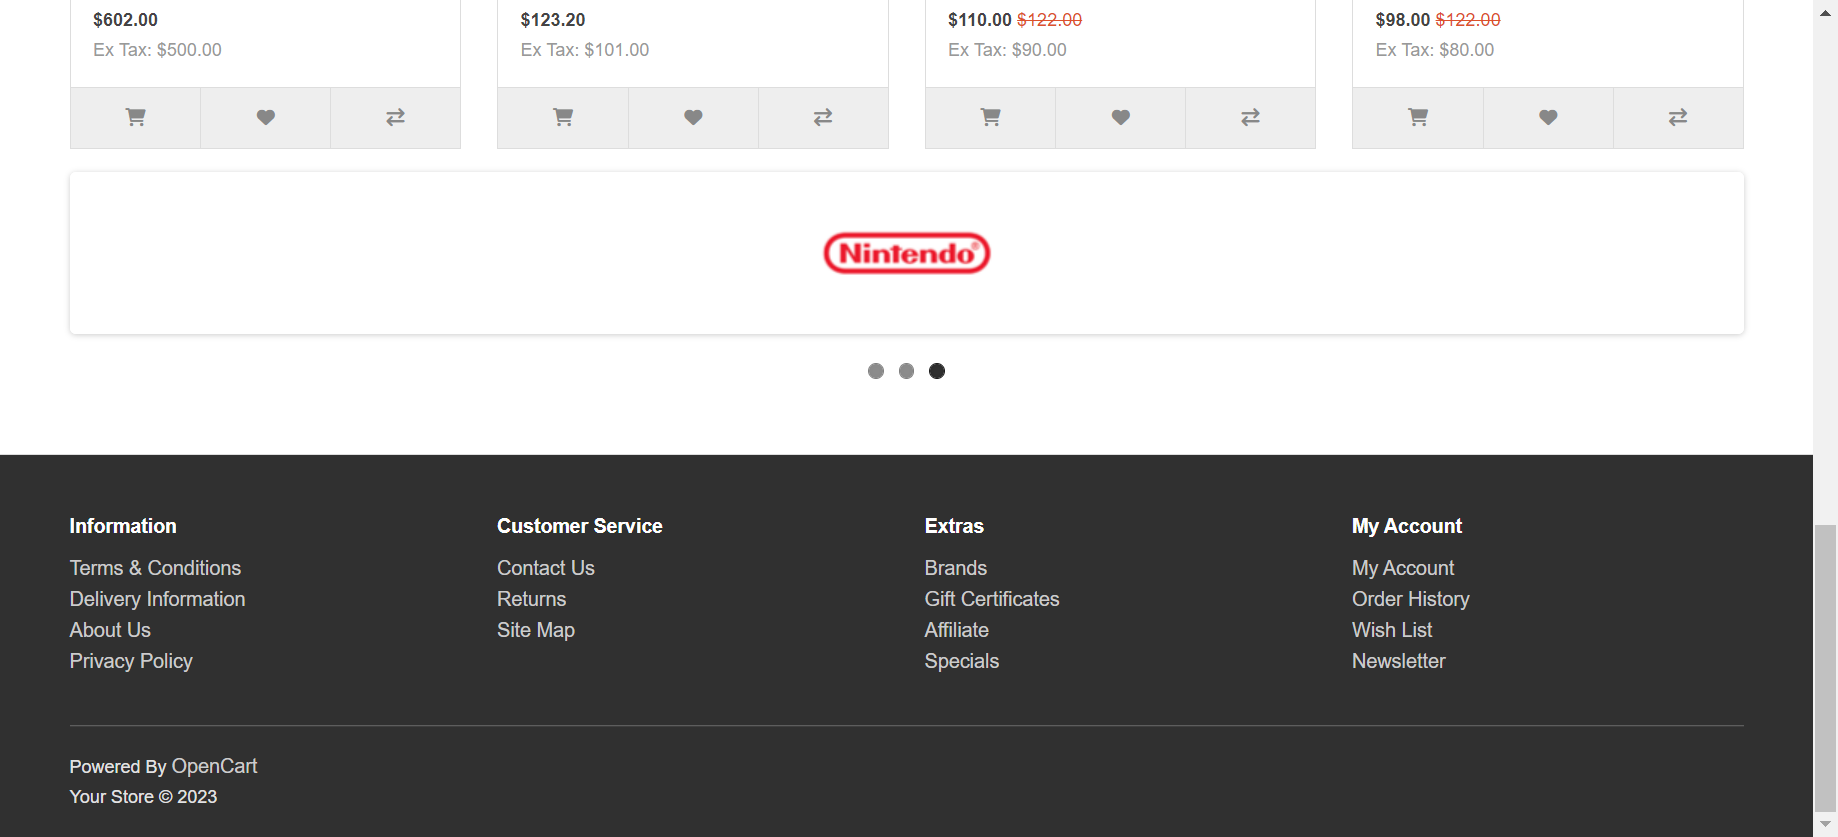 $602.00
Ex Tax: $500.00
$123.20
Ex Tax: $101.00
$110.00 $122.00
Ex Tax: $90.00
$98.00 $122.00
Ex Tax: $80.00
Nintendo®
Information
Terms & Conditions
Delivery Information
About Us
Privacy Policy
Customer Service
Contact Us
Returns
Site Map
Extras
Brands
Gift Certificates
Affiliate
Specials
My Account
My Account
Order History
Wish List
Newsletter
Powered By OpenCart
Your Store © 2023